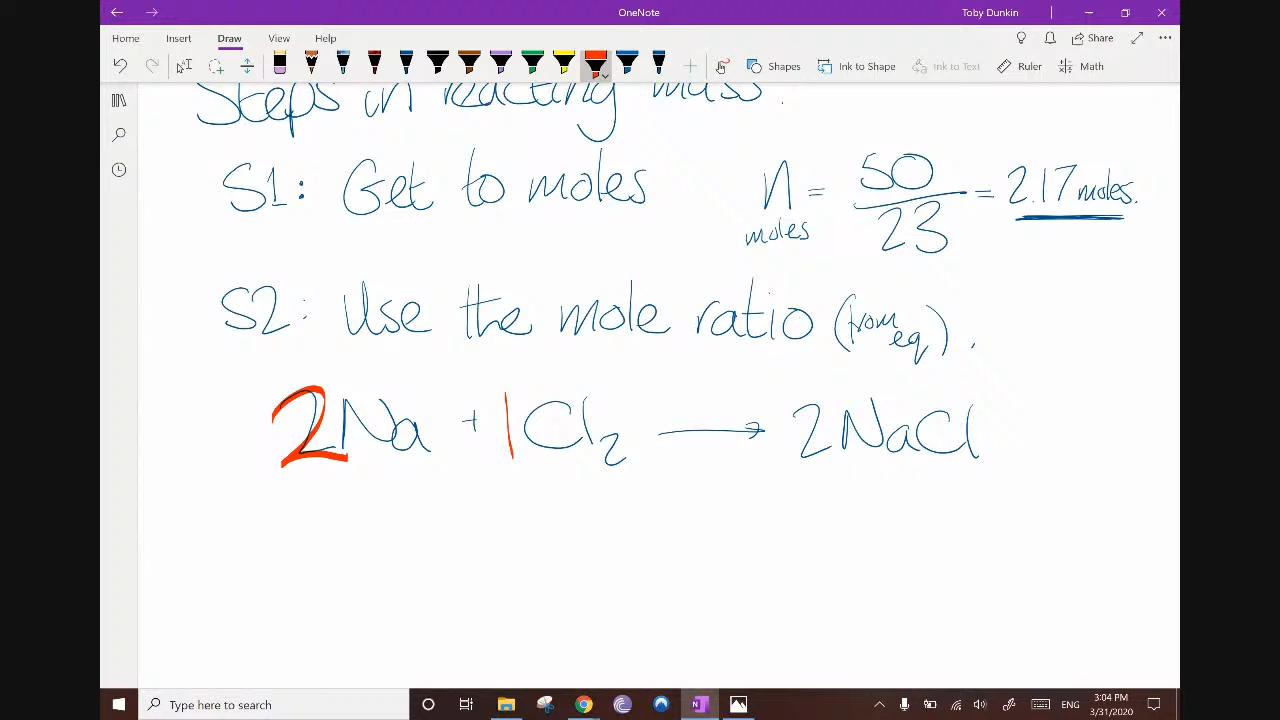 OneNote
Toby Dunkin
Home Insert Draw View Help
Share
Shapes Ink to Shape Ink to Text Ruler Math
Steps in reacting mass.
S1: Get to moles
n = 50 / 23 = 2.17 moles.
moles
S2: Use the mole ratio (from eq).
2Na + 1Cl2 → 2NaCl
Type here to search
ENG
3:04 PM
3/31/2020